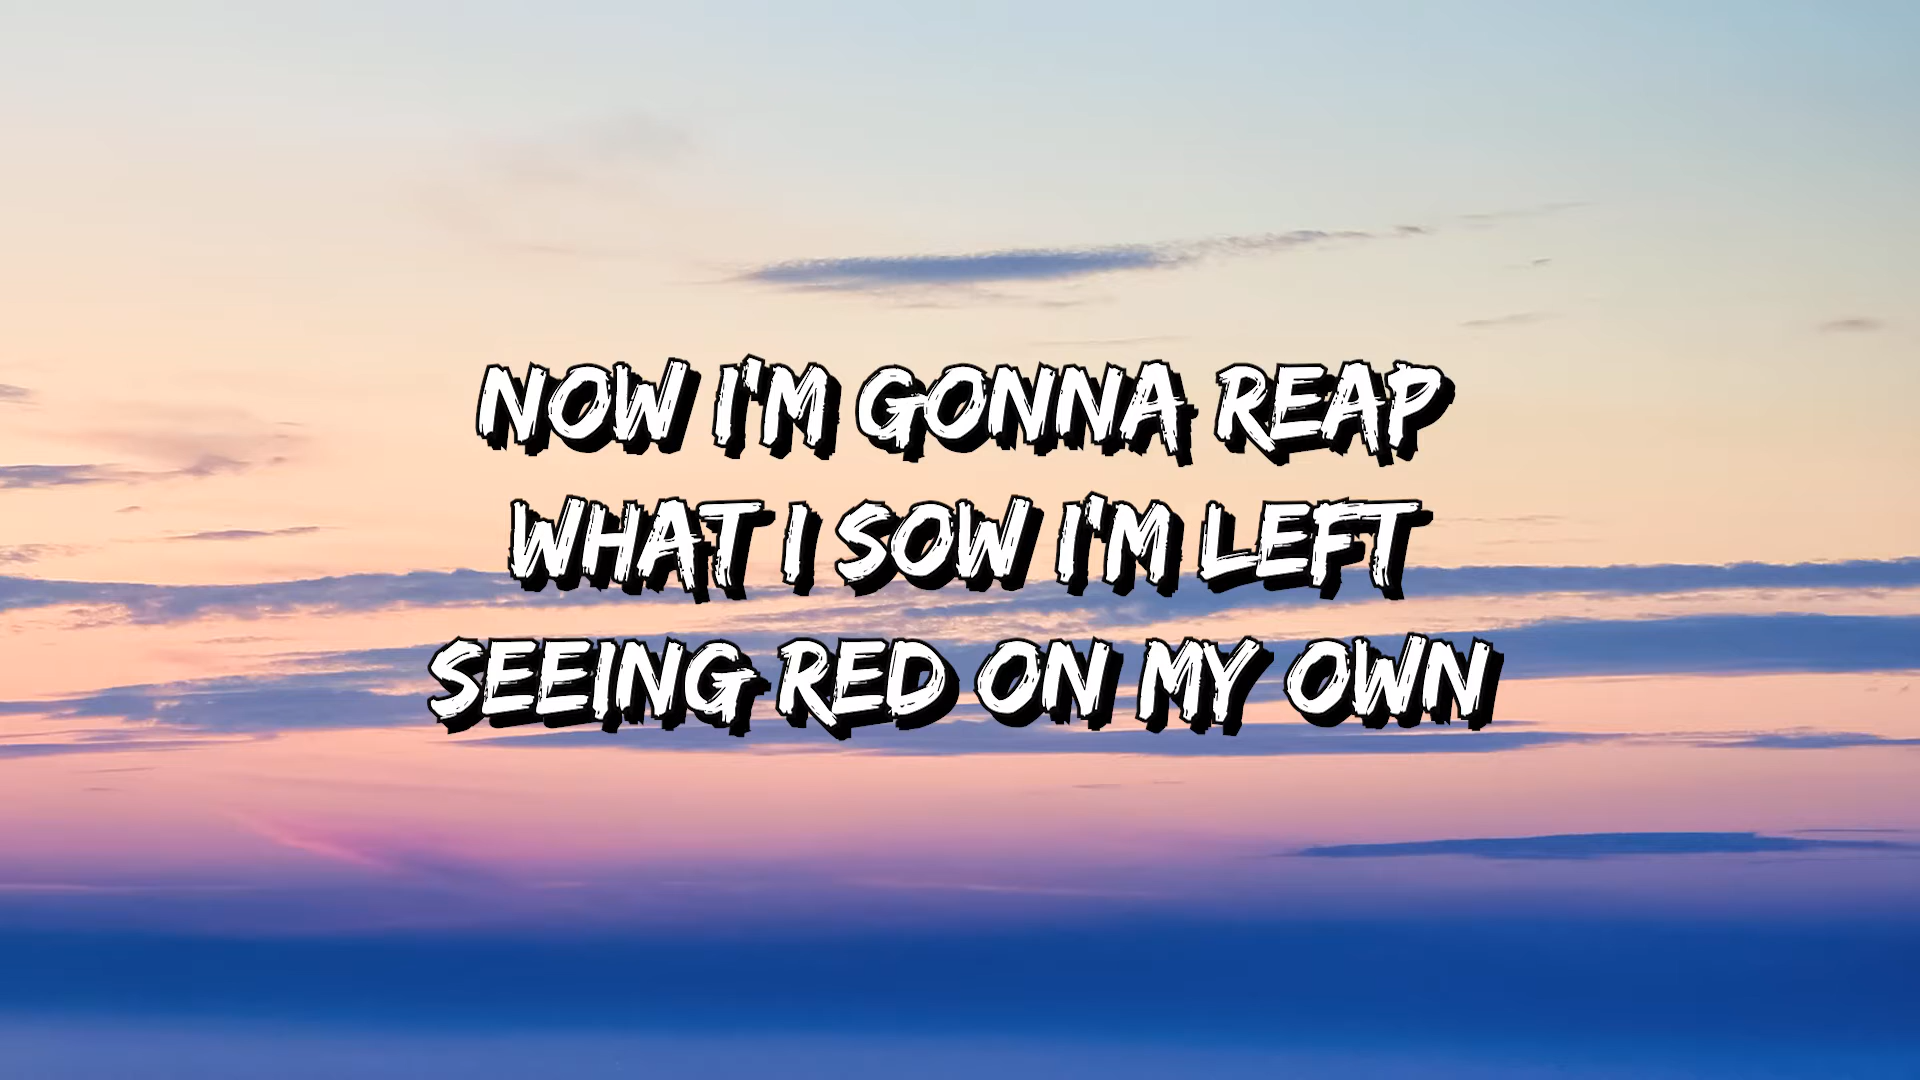 NOW I'M GONNA REAP
WHAT I SOW I'M LEFT
SEEING RED ON MY OWN